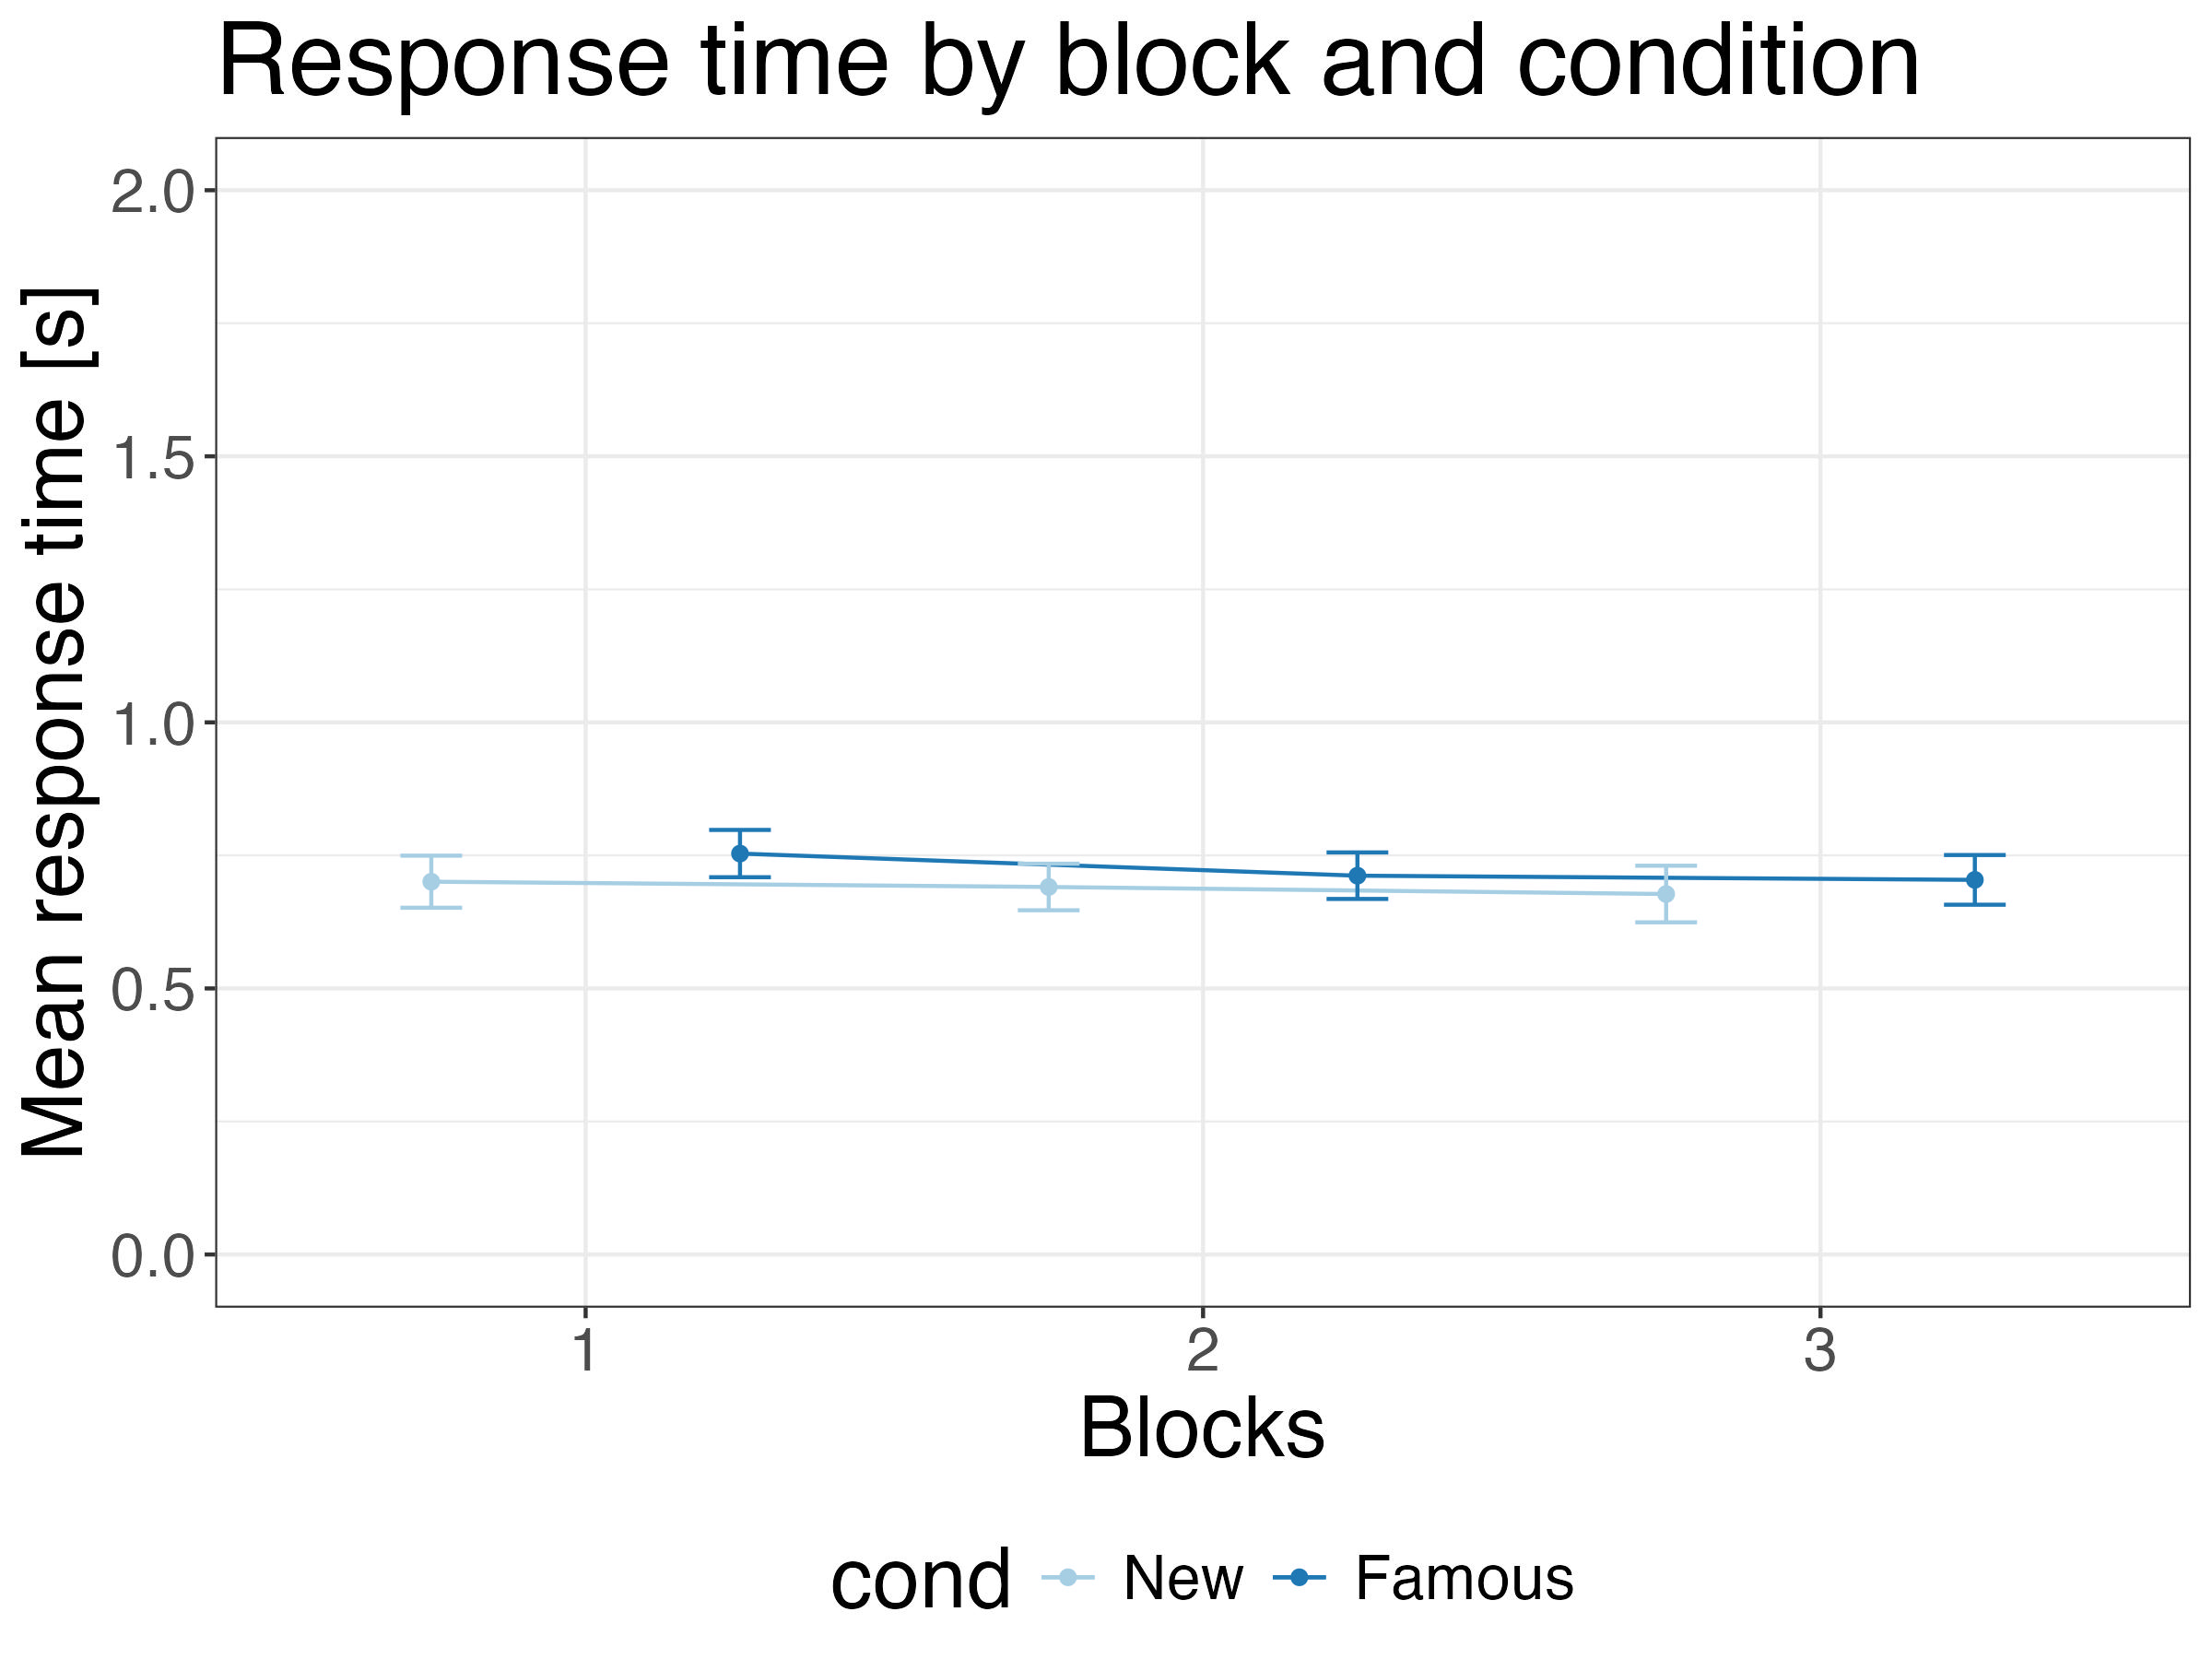 Response time by block and condition
Mean response time [s]
2.0
1.5
1.0
0.5
0.0
1 2 3
Blocks
cond New Famous